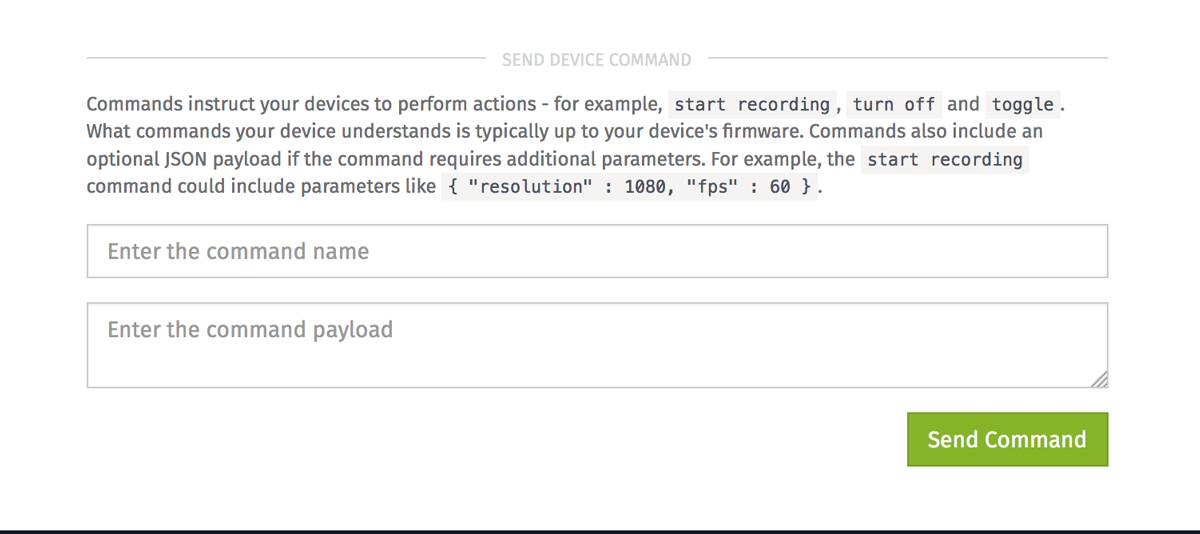 SEND DEVICE COMMAND
Commands instruct your devices to perform actions - for example, start recording, turn off and toggle.
What commands your device understands is typically up to your device's firmware. Commands also include an
optional JSON payload if the command requires additional parameters. For example, the start recording
command could include parameters like { "resolution" : 1080, "fps" : 60 }.
Enter the command name
Enter the command payload
Send Command